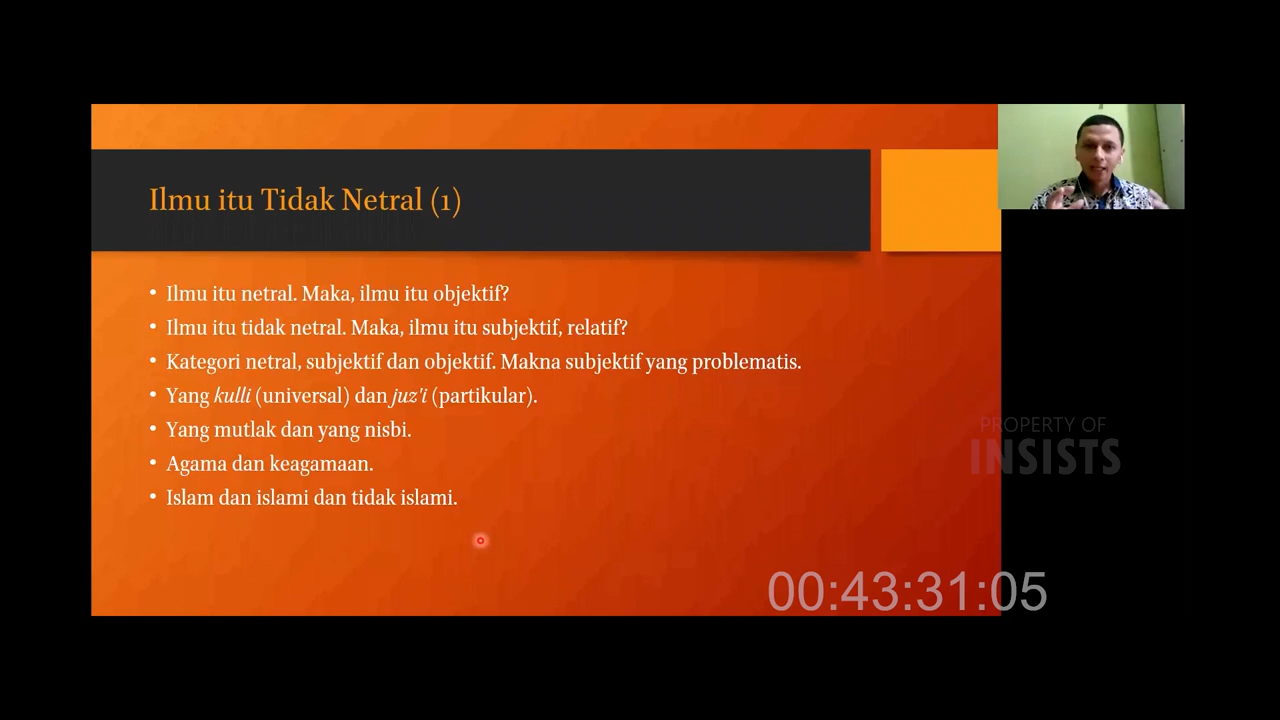 Ilmu itu Tidak Netral (1)
• Ilmu itu netral. Maka, ilmu itu objektif?
• Ilmu itu tidak netral. Maka, ilmu itu subjektif, relatif?
• Kategori netral, subjektif dan objektif. Makna subjektif yang problematis.
• Yang kulli (universal) dan juz'i (partikular).
• Yang mutlak dan yang nisbi.
• Agama dan keagamaan.
• Islam dan islami dan tidak islami.
PROPERTY OF
INSISTS
00:43:31:05